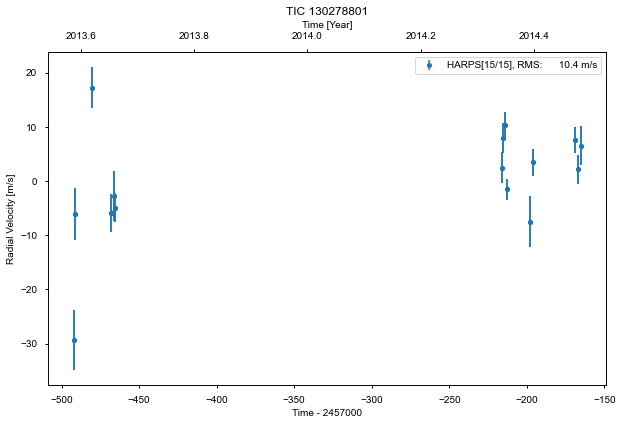 TIC 130278801
Time [Year]
2013.6 2013.8 2014.0 2014.2 2014.4
HARPS[15/15], RMS: 10.4 m/s
20
10
0
−10
−20
−30
Radial Velocity [m/s]
−500 −450 −400 −350 −300 −250 −200 −150
Time - 2457000